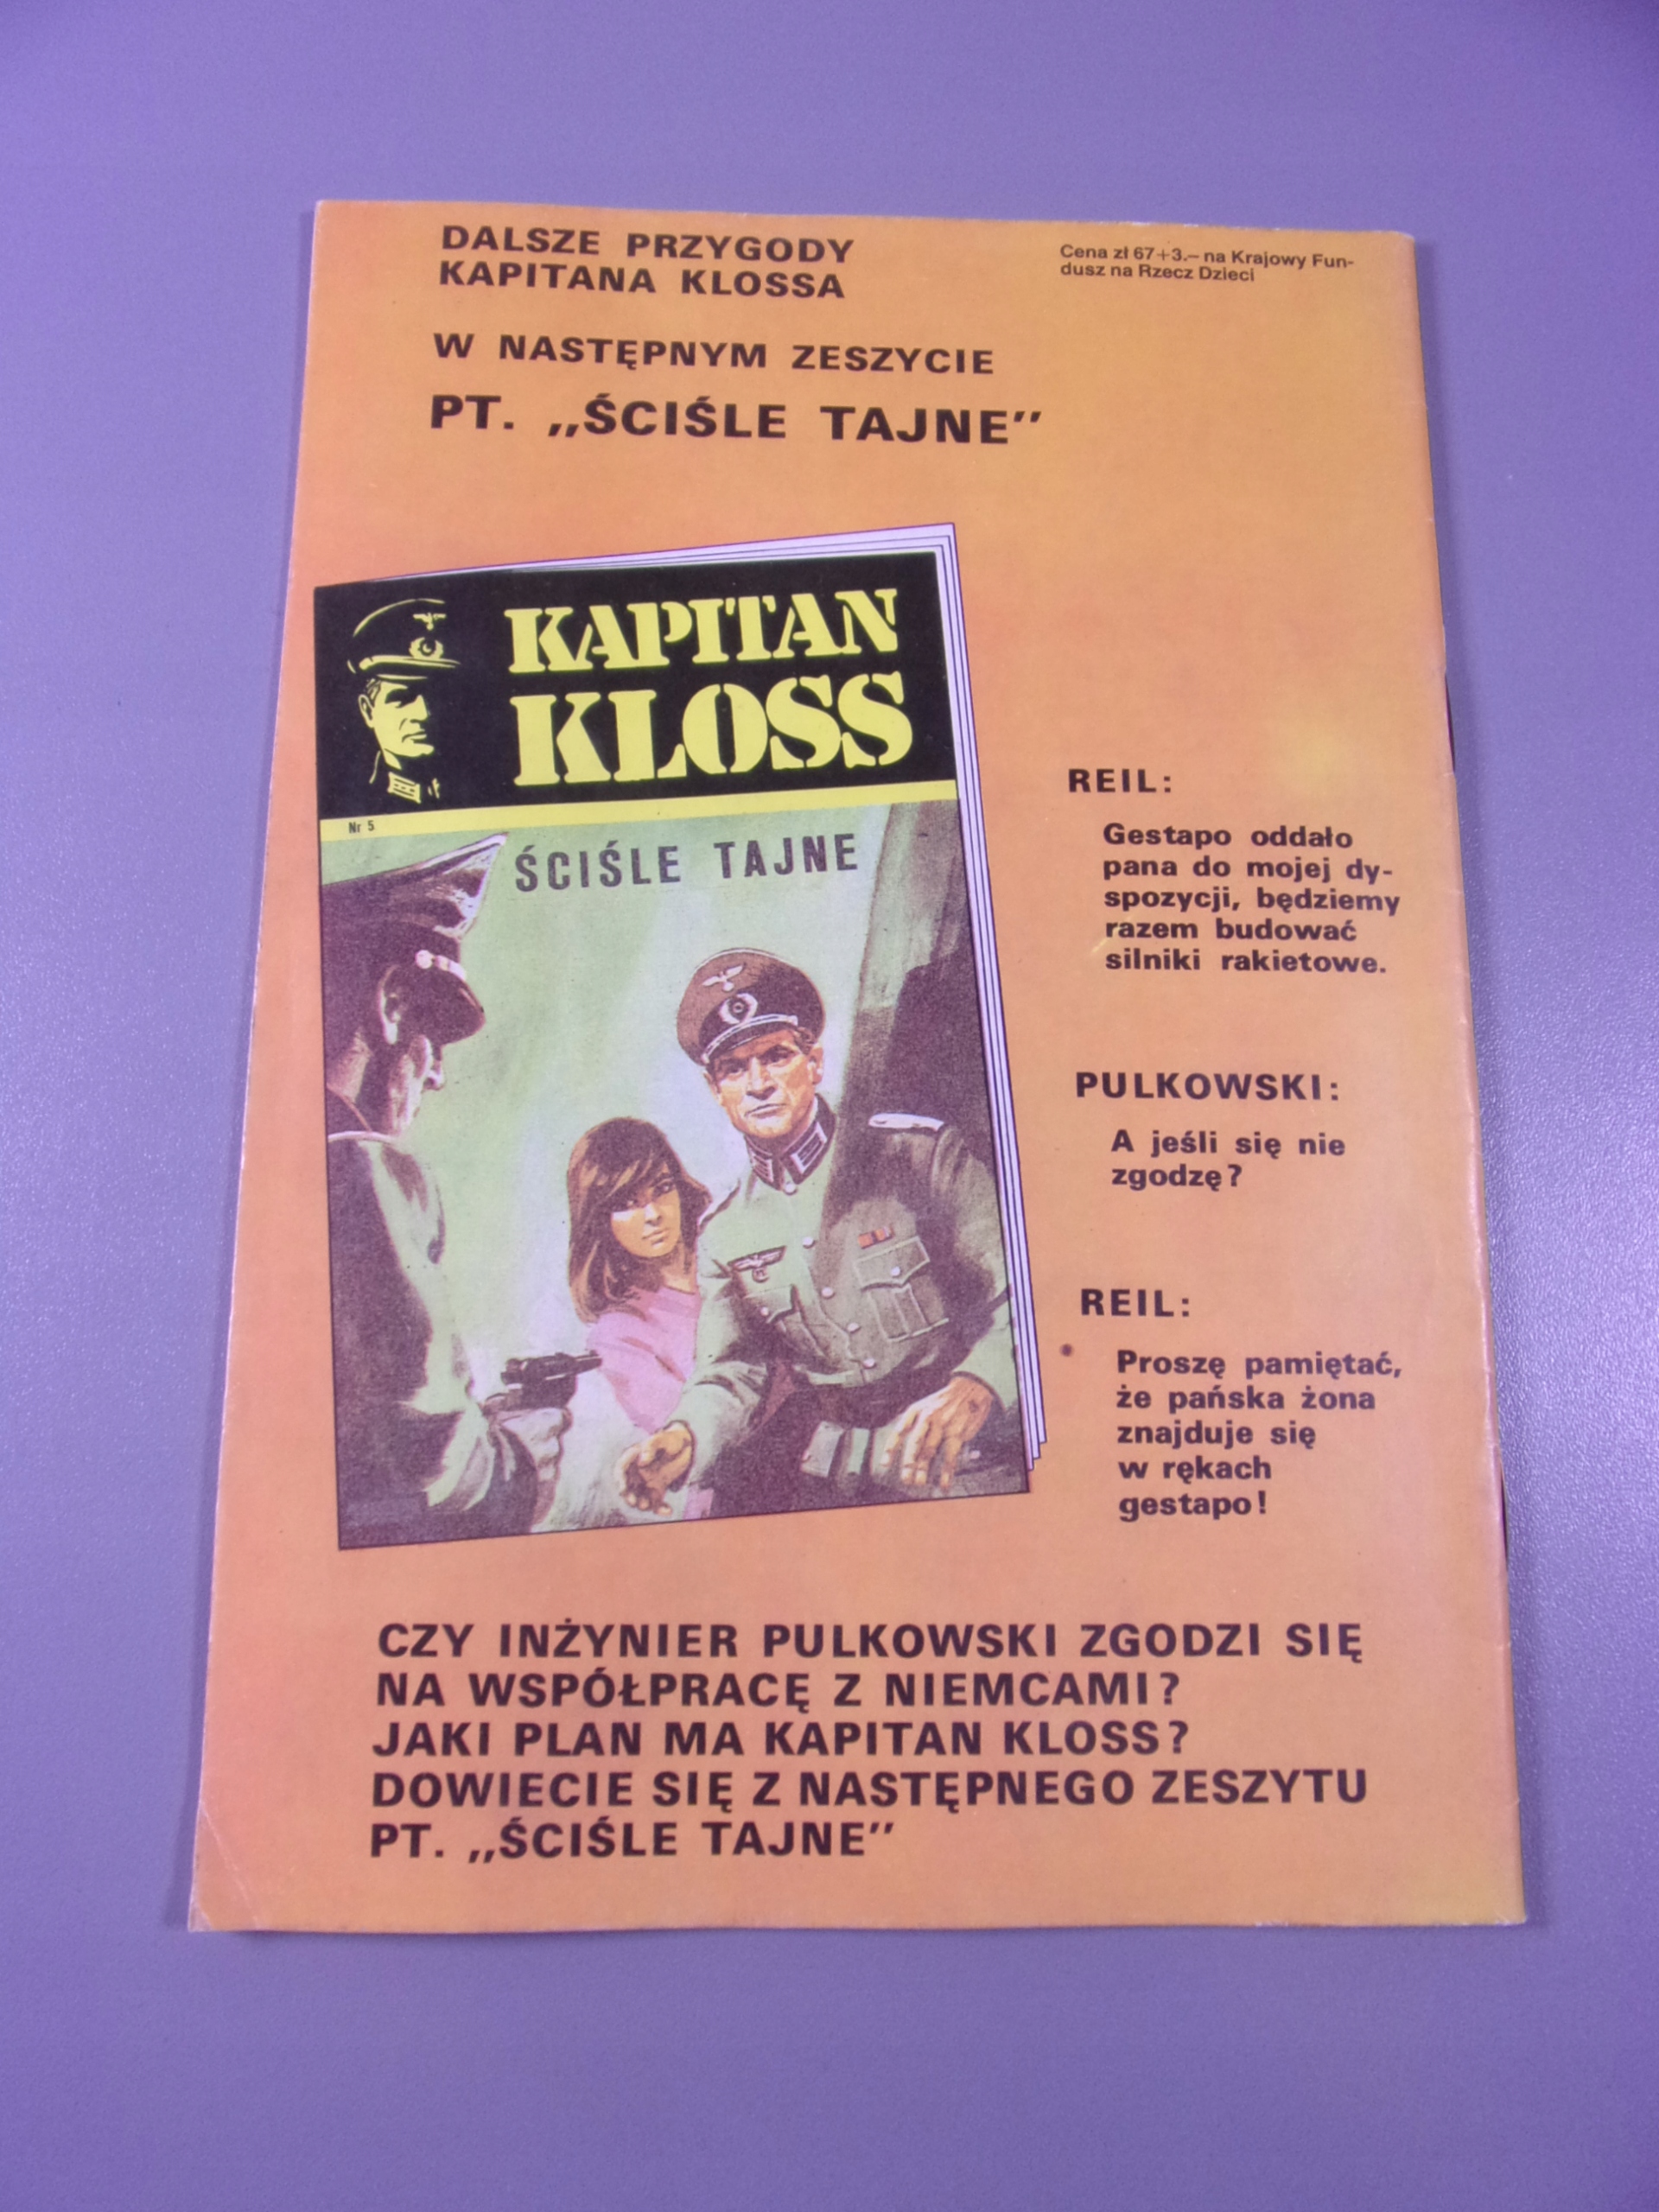 DALSZE PRZYGODY
KAPITANA KLOSSA
Cena zł 67+3.– na Krajowy Fun-
dusz na Rzecz Dzieci
W NASTĘPNYM ZESZYCIE
PT. „ŚCIŚLE TAJNE”
KAPITAN
KLOSS
Nr 5
ŚCIŚLE TAJNE
REIL:
Gestapo oddało
pana do mojej dy-
spozycji, będziemy
razem budować
silniki rakietowe.
PULKOWSKI:
A jeśli się nie
zgodzę?
REIL:
Proszę pamiętać,
że pańska żona
znajduje się
w rękach
gestapo!
CZY INŻYNIER PULKOWSKI ZGODZI SIĘ
NA WSPÓŁPRACĘ Z NIEMCAMI?
JAKI PLAN MA KAPITAN KLOSS?
DOWIECIE SIĘ Z NASTĘPNEGO ZESZYTU
PT. „ŚCIŚLE TAJNE”